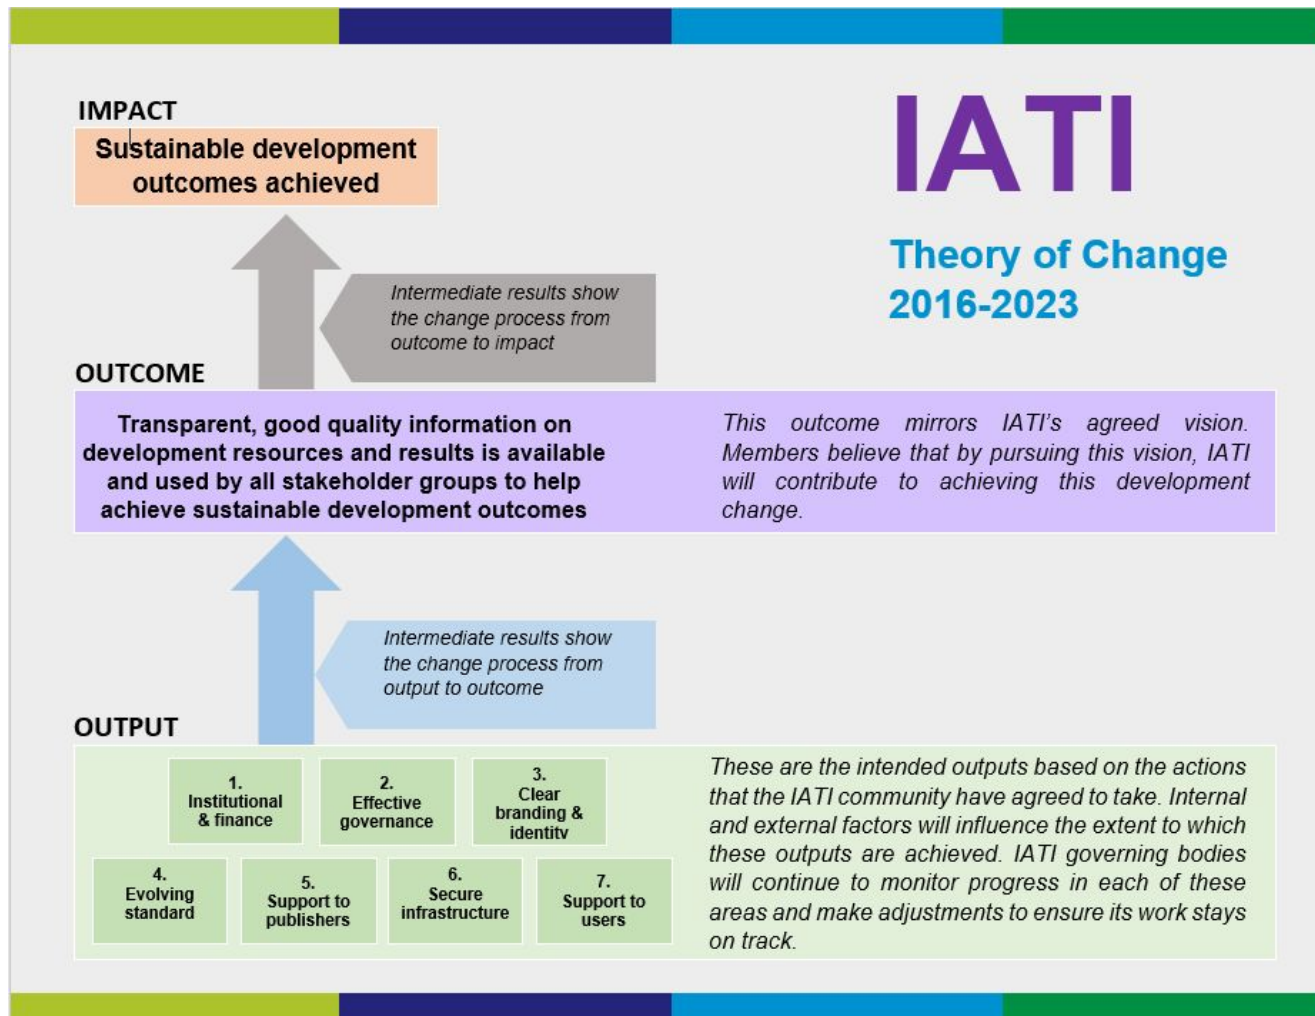 IMPACT
Sustainable development
outcomes achieved
IATI
Theory of Change
2016-2023
Intermediate results show
the change process from
outcome to impact
OUTCOME
Transparent, good quality information on
development resources and results is available
and used by all stakeholder groups to help
achieve sustainable development outcomes
This outcome mirrors IATI’s agreed vision.
Members believe that by pursuing this vision, IATI
will contribute to achieving this development
change.
Intermediate results show
the change process from
output to outcome
OUTPUT
1.
Institutional
& finance
2.
Effective
governance
3.
Clear
branding &
identity
4.
Evolving
standard
5.
Support to
publishers
6.
Secure
infrastructure
7.
Support to
users
These are the intended outputs based on the actions
that the IATI community have agreed to take. Internal
and external factors will influence the extent to which
these outputs are achieved. IATI governing bodies
will continue to monitor progress in each of these
areas and make adjustments to ensure its work stays
on track.